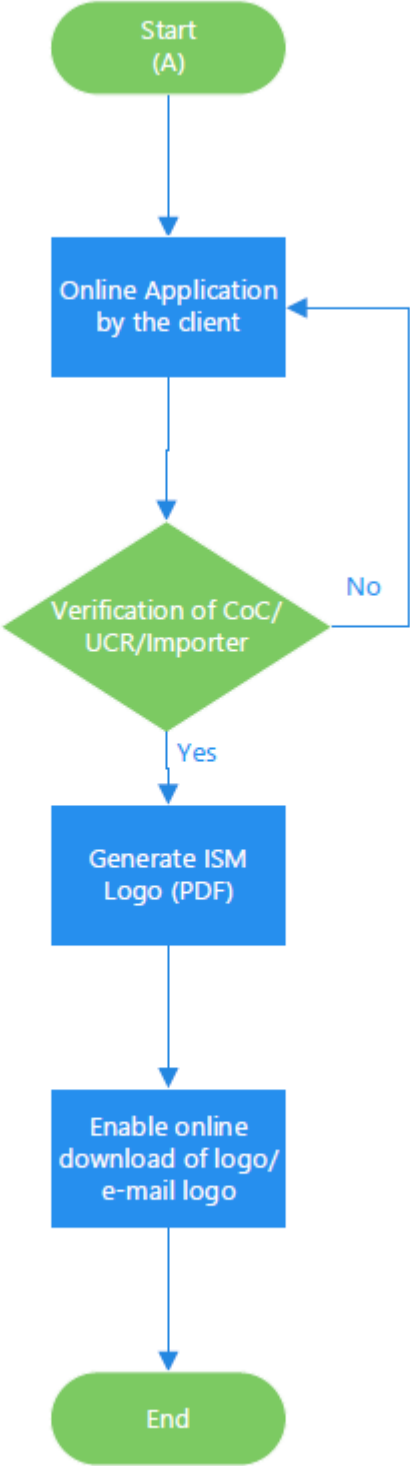 Start
(A)
Online Application
by the client
Verification of CoC/
UCR/Importer
No
Yes
Generate ISM
Logo (PDF)
Enable online
download of logo/
e-mail logo
End